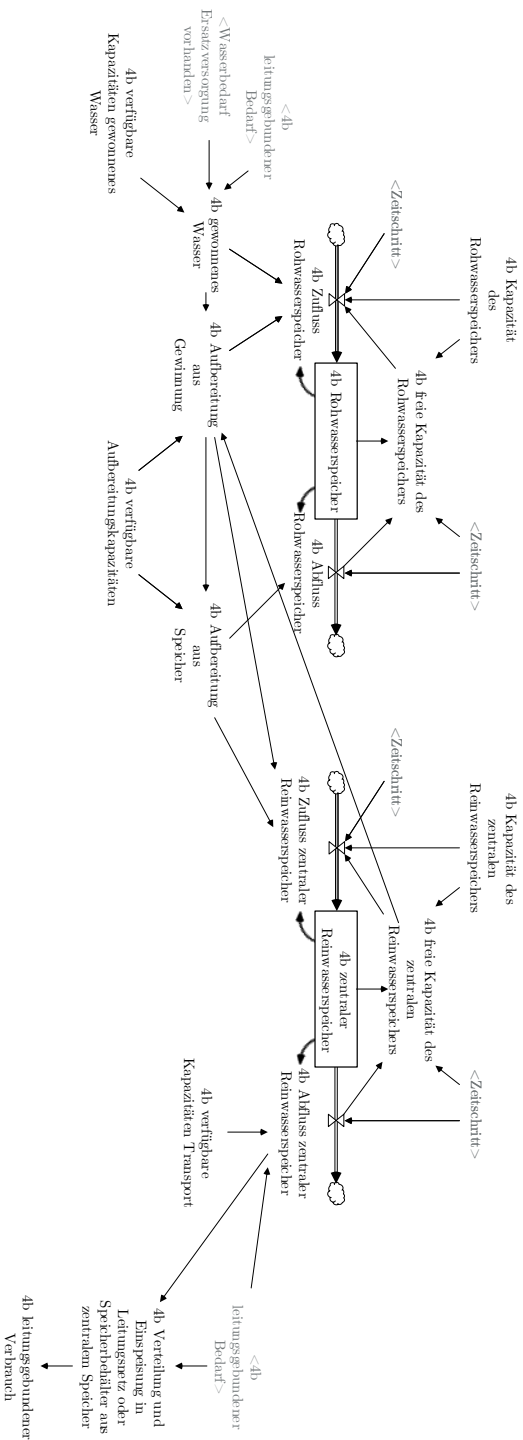 4b Kapazität
des
Rohwasserspeichers
<Zeitschritt>
4b freie Kapazität des
Rohwasserspeichers
<Zeitschritt>
4b Zufluss
Rohwasserspeicher
4b Rohwasserspeicher
4b Abfluss
Rohwasserspeicher
<4b
leitungsgebundener
Bedarf>
<Wasserbedarf
Ersatzversorgung
vorhanden>
4b verfügbare
Kapazitäten gewonnenes
Wasser
4b gewonnenes
Wasser
4b Aufbereitung
aus
Gewinnung
4b verfügbare
Aufbereitungskapazitäten
4b Aufbereitung
aus
Speicher
4b Kapazität des
zentralen
Reinwasserspeichers
<Zeitschritt>
4b freie Kapazität des
zentralen
Reinwasserspeichers
<Zeitschritt>
4b Zufluss zentraler
Reinwasserspeicher
4b zentraler
Reinwasserspeicher
4b Abfluss zentraler
Reinwasserspeicher
4b verfügbare
Kapazitäten Transport
<4b
leitungsgebundener
Bedarf>
4b Verteilung und
Einspeisung in
Leitungsnetz oder
Speicherbehälter aus
zentralem Speicher
4b leitungsgebundener
Verbrauch